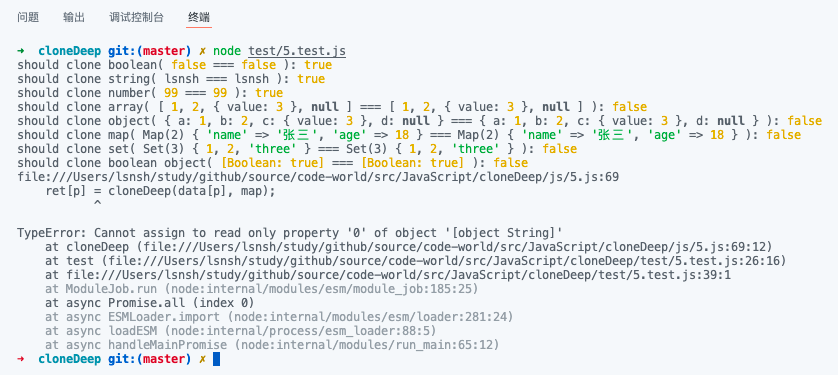 问题 输出 调试控制台 终端
➜ cloneDeep git:(master) ✗ node test/5.test.js
should clone boolean( false === false ): true
should clone string( lsnsh === lsnsh ): true
should clone number( 99 === 99 ): true
should clone array( [ 1, 2, { value: 3 }, null ] === [ 1, 2, { value: 3 }, null ] ): false
should clone object( { a: 1, b: 2, c: { value: 3 }, d: null } === { a: 1, b: 2, c: { value: 3 }, d: null } ): false
should clone map( Map(2) { 'name' => '张三', 'age' => 18 } === Map(2) { 'name' => '张三', 'age' => 18 } ): false
should clone set( Set(3) { 1, 2, 'three' } === Set(3) { 1, 2, 'three' } ): false
should clone boolean object( [Boolean: true] === [Boolean: true] ): false
file:///Users/lsnsh/study/github/source/code-world/src/JavaScript/cloneDeep/js/5.js:69
    ret[p] = cloneDeep(data[p], map);
           ^
TypeError: Cannot assign to read only property '0' of object '[object String]'
    at cloneDeep (file:///Users/lsnsh/study/github/source/code-world/src/JavaScript/cloneDeep/js/5.js:69:12)
    at test (file:///Users/lsnsh/study/github/source/code-world/src/JavaScript/cloneDeep/test/5.test.js:26:16)
    at file:///Users/lsnsh/study/github/source/code-world/src/JavaScript/cloneDeep/test/5.test.js:39:1
    at ModuleJob.run (node:internal/modules/esm/module_job:185:25)
    at async Promise.all (index 0)
    at async ESMLoader.import (node:internal/modules/esm/loader:281:24)
    at async loadESM (node:internal/process/esm_loader:88:5)
    at async handleMainPromise (node:internal/modules/run_main:65:12)
➜ cloneDeep git:(master) ✗